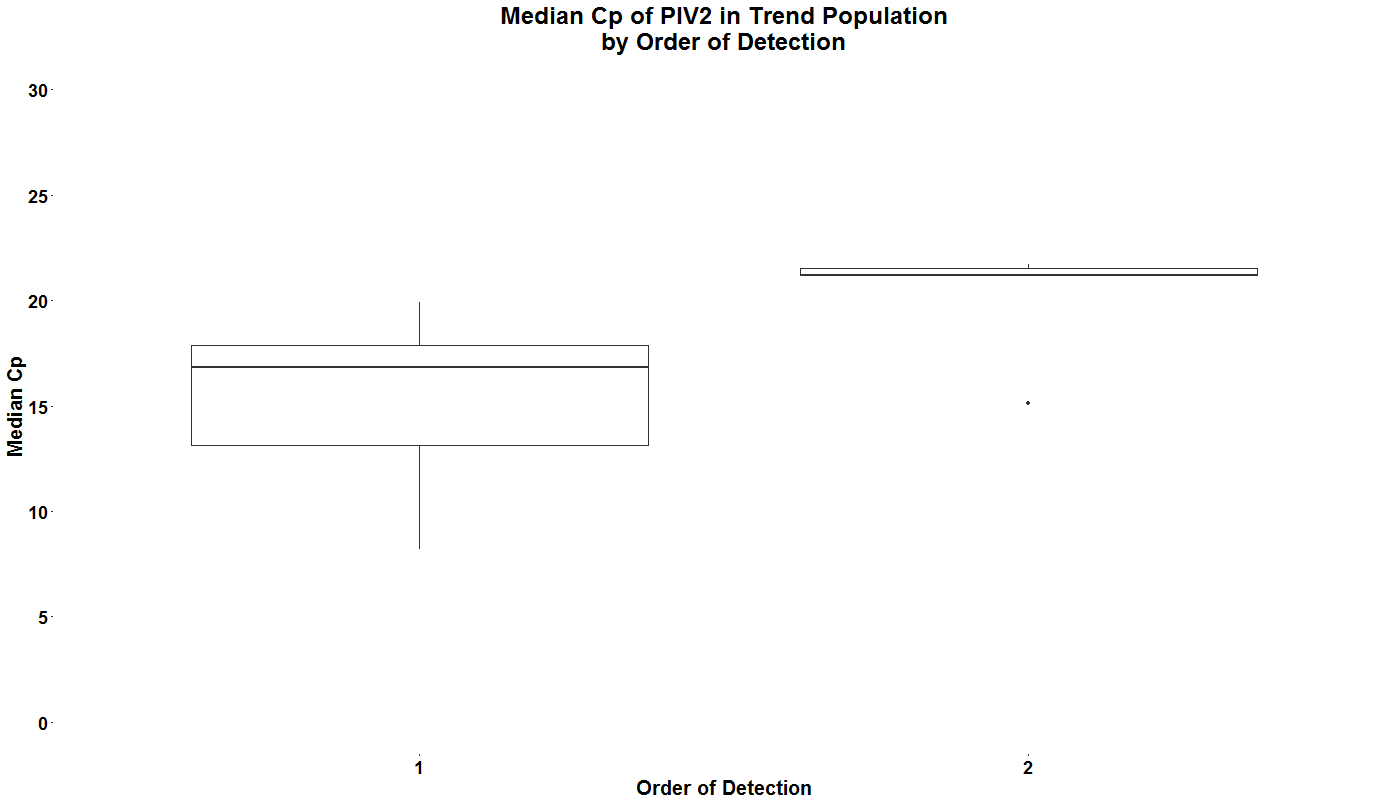 Median Cp of PIV2 in Trend Population
by Order of Detection
30
25
20
15
10
5
0
Median Cp
1
2
Order of Detection